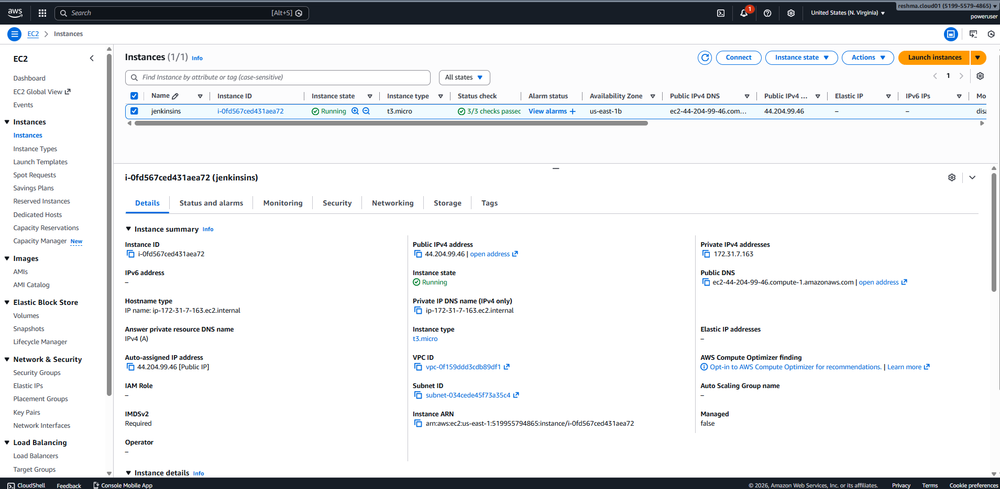 aws
Search [Alt+S]
1
United States (N. Virginia)
reshma.cloud01 (5199-5579-4865)
poweruser
EC2 Instances
EC2
Dashboard
EC2 Global View
Events
Instances
Instances
Instance Types
Launch Templates
Spot Requests
Savings Plans
Reserved Instances
Dedicated Hosts
Capacity Reservations
Capacity Manager New
Images
AMIs
AMI Catalog
Elastic Block Store
Volumes
Snapshots
Lifecycle Manager
Network & Security
Security Groups
Elastic IPs
Placement Groups
Key Pairs
Network Interfaces
Load Balancing
Load Balancers
Target Groups
Instances (1/1) Info
Connect Instance state Actions Launch instances
Find Instance by attribute or tag (case-sensitive) All states 1
Name Instance ID Instance state Instance type Status check Alarm status Availability Zone Public IPv4 DNS Public IPv4 ... Elastic IP IPv6 IPs Mo
jenkinsins i-0fd567ced431aea72 Running t3.micro 3/3 checks passec View alarms + us-east-1b ec2-44-204-99-46.com... 44.204.99.46 – – disa
i-0fd567ced431aea72 (jenkinsins)
Details Status and alarms Monitoring Security Networking Storage Tags
Instance summary Info
Instance ID
i-0fd567ced431aea72
Public IPv4 address
44.204.99.46 | open address
Private IPv4 addresses
172.31.7.163
IPv6 address
–
Instance state
Running
Public DNS
ec2-44-204-99-46.compute-1.amazonaws.com | open address
Hostname type
IP name: ip-172-31-7-163.ec2.internal
Private IP DNS name (IPv4 only)
ip-172-31-7-163.ec2.internal
Answer private resource DNS name
IPv4 (A)
Instance type
t3.micro
Elastic IP addresses
–
Auto-assigned IP address
44.204.99.46 [Public IP]
VPC ID
vpc-0f159ddd3cdb89df1
AWS Compute Optimizer finding
Opt-in to AWS Compute Optimizer for recommendations. | Learn more
IAM Role
–
Subnet ID
subnet-034cede45f73a35c4
Auto Scaling Group name
–
IMDSv2
Required
Instance ARN
arn:aws:ec2:us-east-1:519955794865:instance/i-0fd567ced431aea72
Managed
false
Operator
–
Instance details Info
CloudShell Feedback Console Mobile App © 2026, Amazon Web Services, Inc. or its affiliates. Privacy Terms Cookie preferences